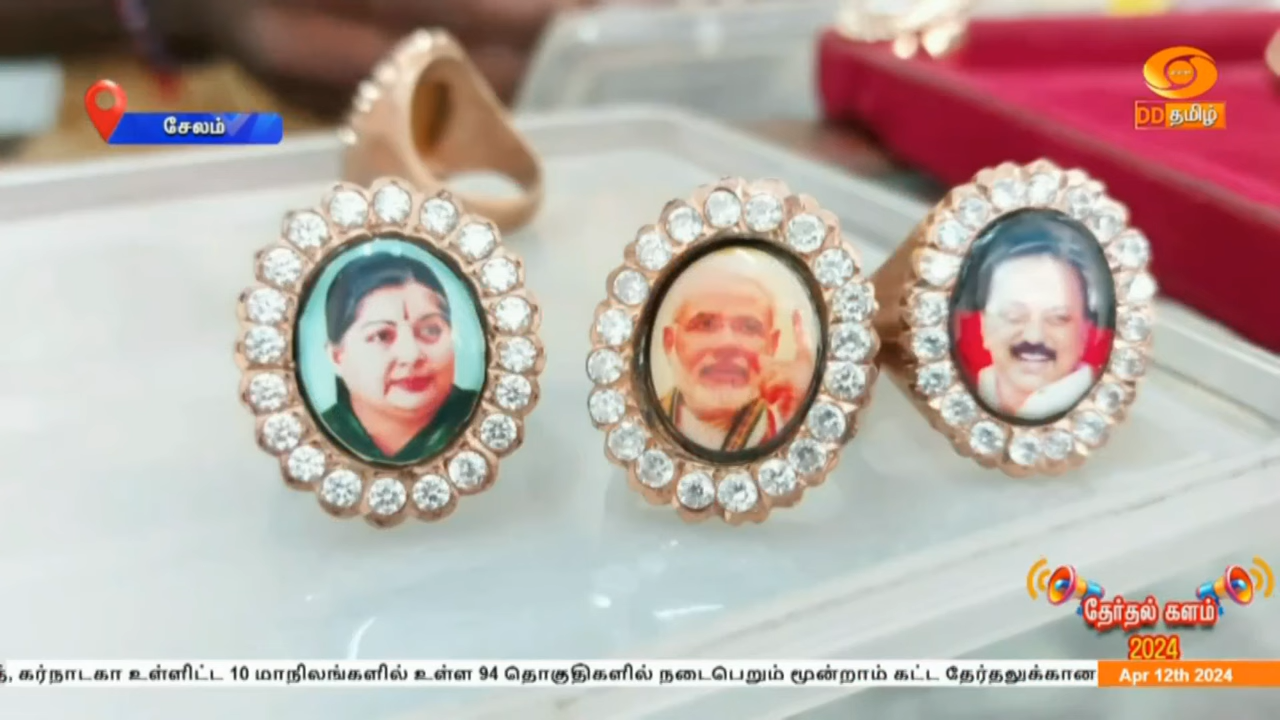 சேலம்
DD தமிழ்
தேர்தல் களம்
2024
கர்நாடகா உள்ளிட்ட 10 மாநிலங்களில் உள்ள 94 தொகுதிகளில் நடைபெறும் மூன்றாம் கட்ட தேர்தலுக்கான
Apr 12th 2024